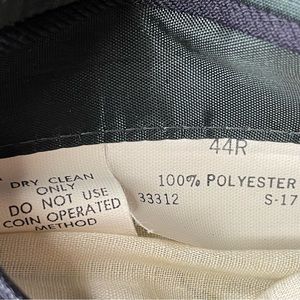 44R
100% POLYESTER
33312 S-17
DRY CLEAN
ONLY
DO NOT USE
COIN OPERATED
METHOD